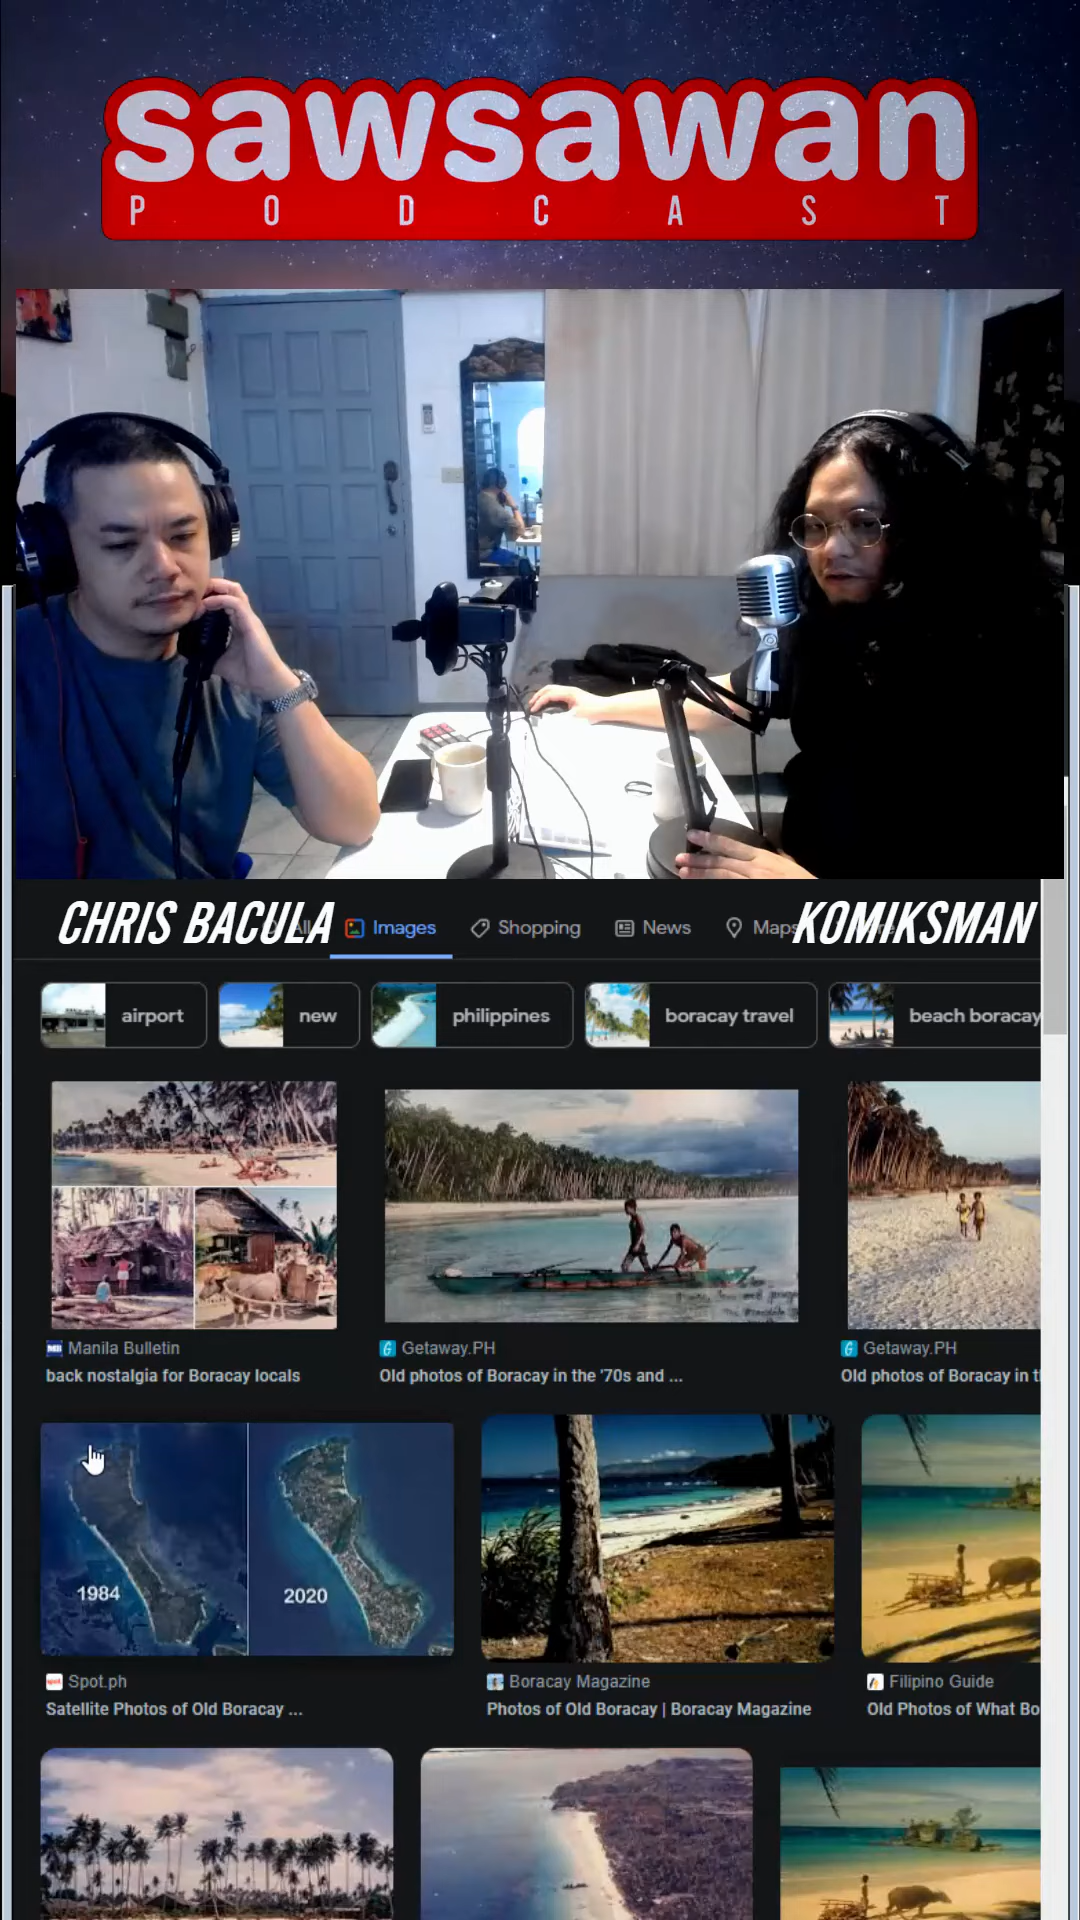 sawsawan
PODCAST
CHRIS BACULA
KOMIKSMAN
Images
Shopping
News
Maps
airport
new
philippines
boracay travel
beach boracay
Manila Bulletin
back nostalgia for Boracay locals
Getaway.PH
Old photos of Boracay in the '70s and ...
Getaway.PH
Old photos of Boracay in t
1984
2020
Spot.ph
Satellite Photos of Old Boracay ...
Boracay Magazine
Photos of Old Boracay | Boracay Magazine
Filipino Guide
Old Photos of What Bo